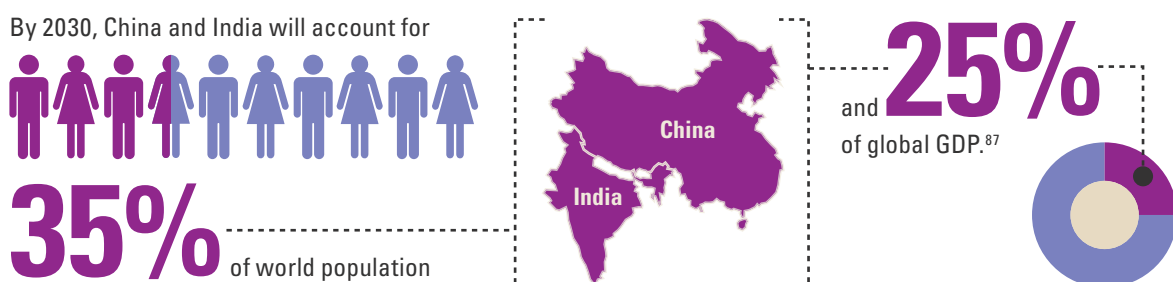 By 2030, China and India will account for
35% of world population
China
India
and 25%
of global GDP.87